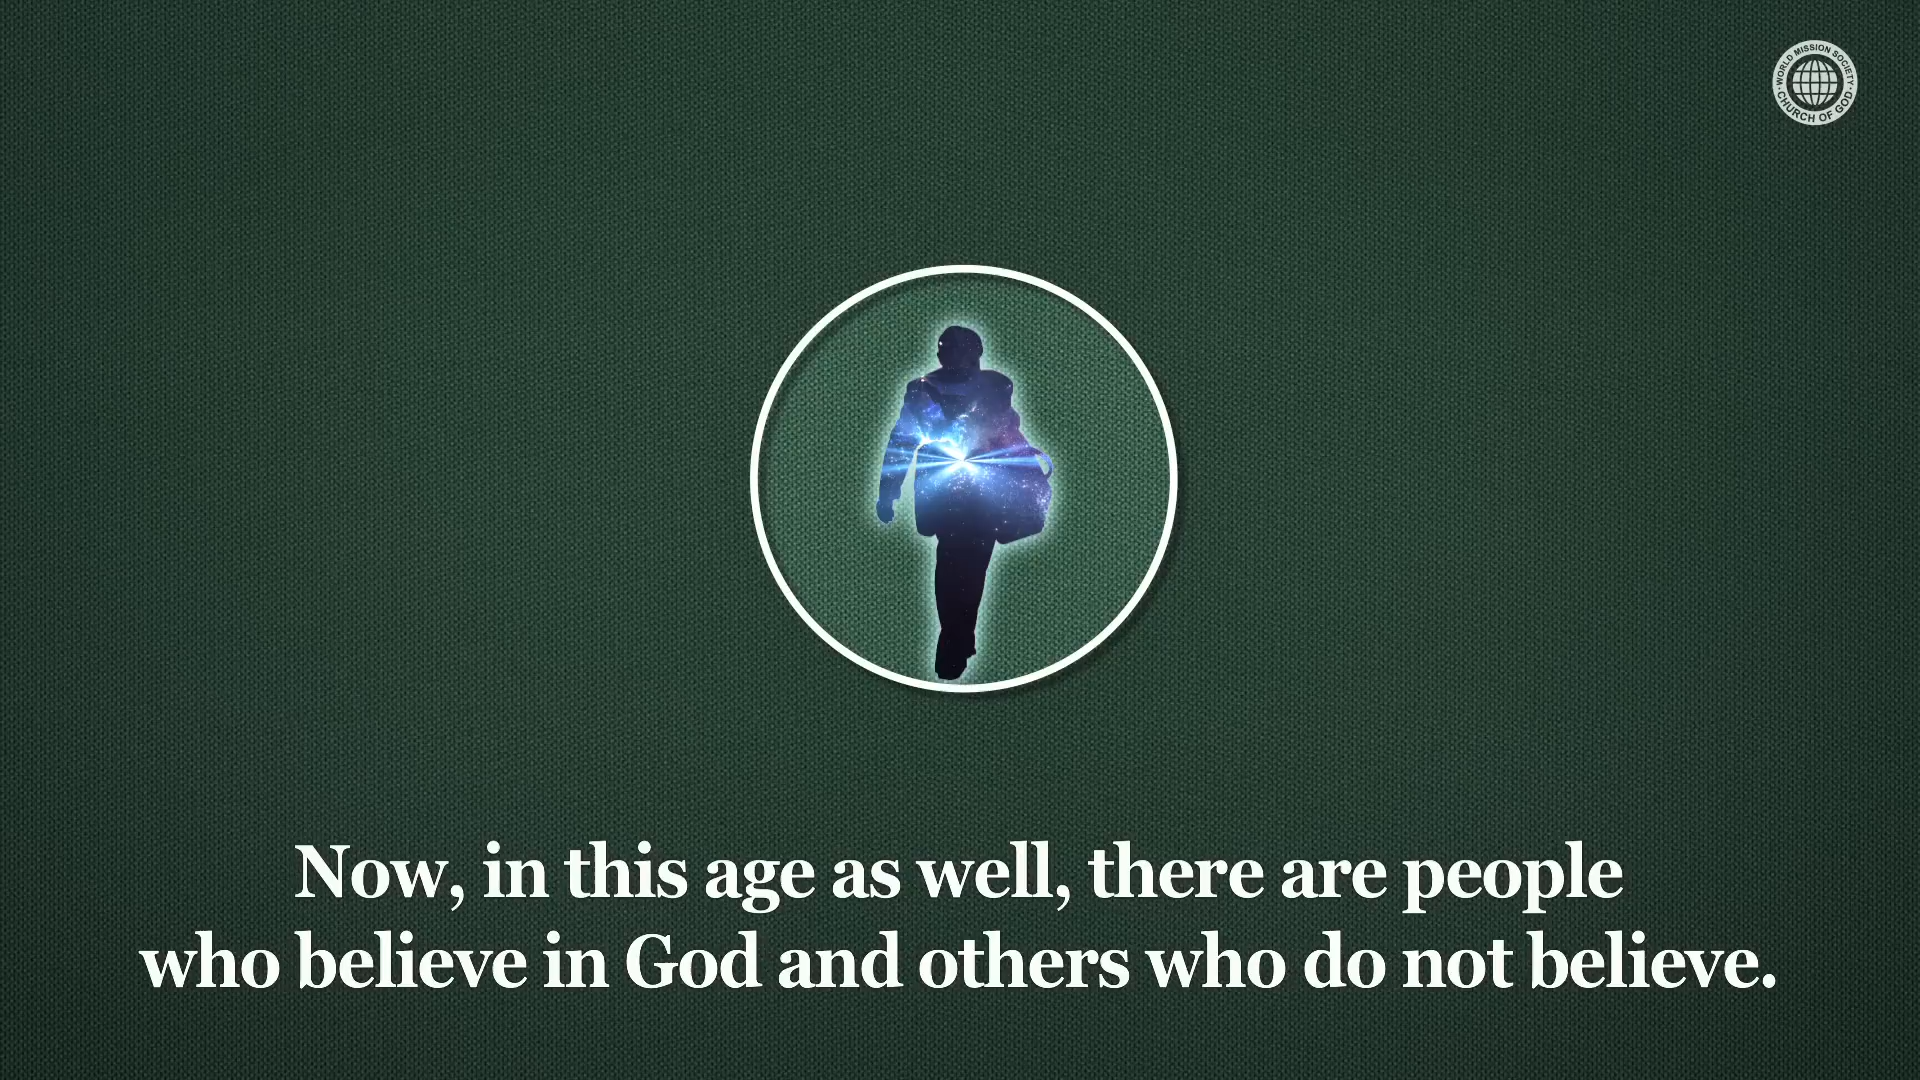 WORLD MISSION SOCIETY
CHURCH OF GOD
Now, in this age as well, there are people
who believe in God and others who do not believe.